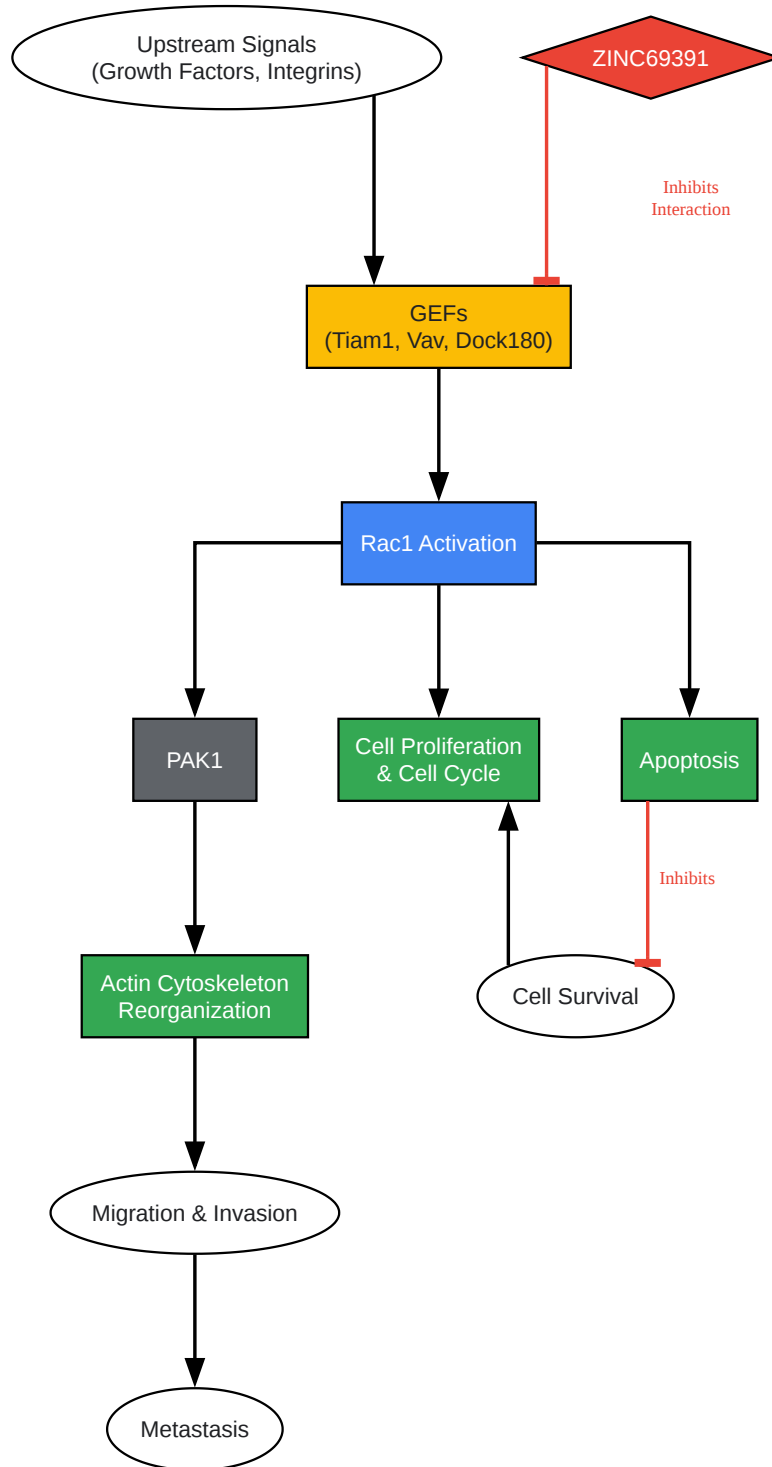 Upstream Signals
(Growth Factors, Integrins)
ZINC69391
Inhibits
Interaction
GEFs
(Tiam1, Vav, Dock180)
Rac1 Activation
PAK1
Cell Proliferation
& Cell Cycle
Apoptosis
Inhibits
Actin Cytoskeleton
Reorganization
Cell Survival
Migration & Invasion
Metastasis